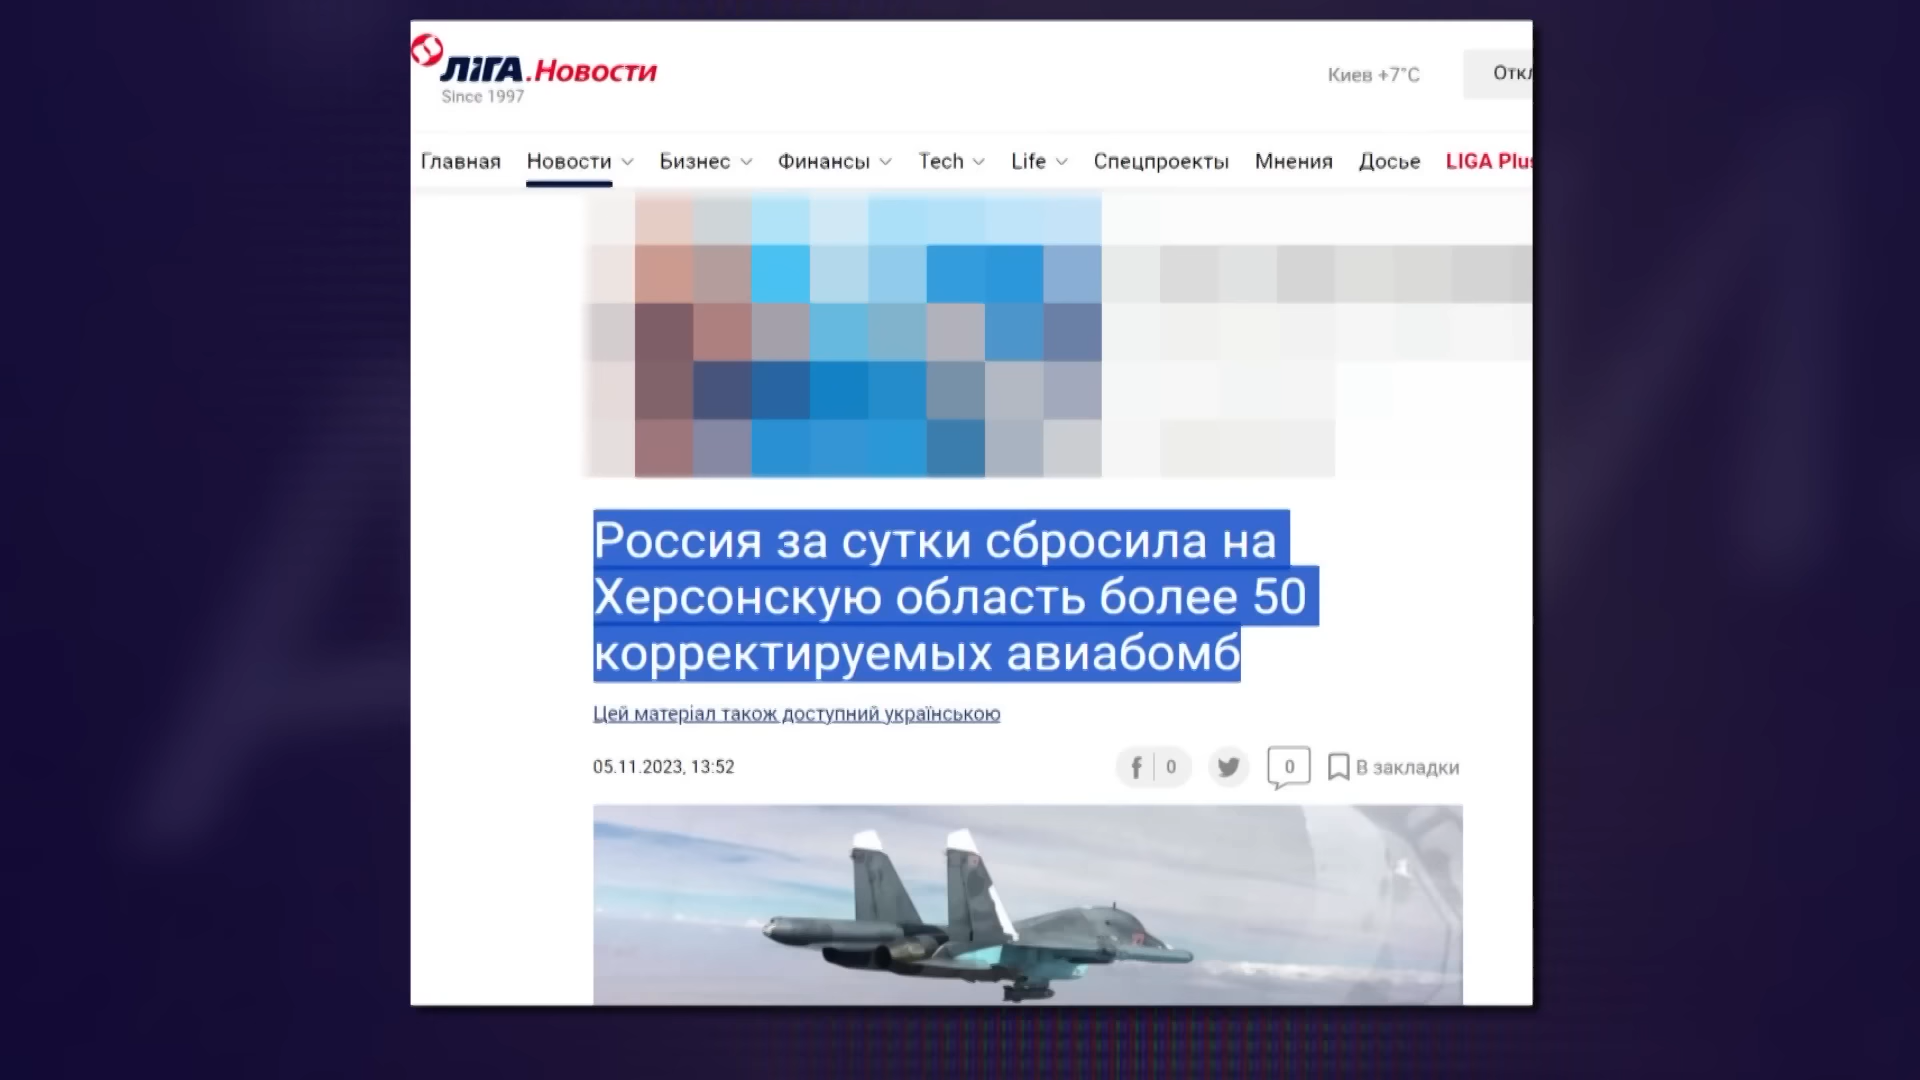 ЛІГА.Новости
Since 1997
Киев +7°C
Главная Новости Бизнес Финансы Tech Life Спецпроекты Мнения Досье LIGA
Россия за сутки сбросила на
Херсонскую область более 50
корректируемых авиабомб
Цей матеріал також доступний українською
05.11.2023, 13:52
0
0
В закладки